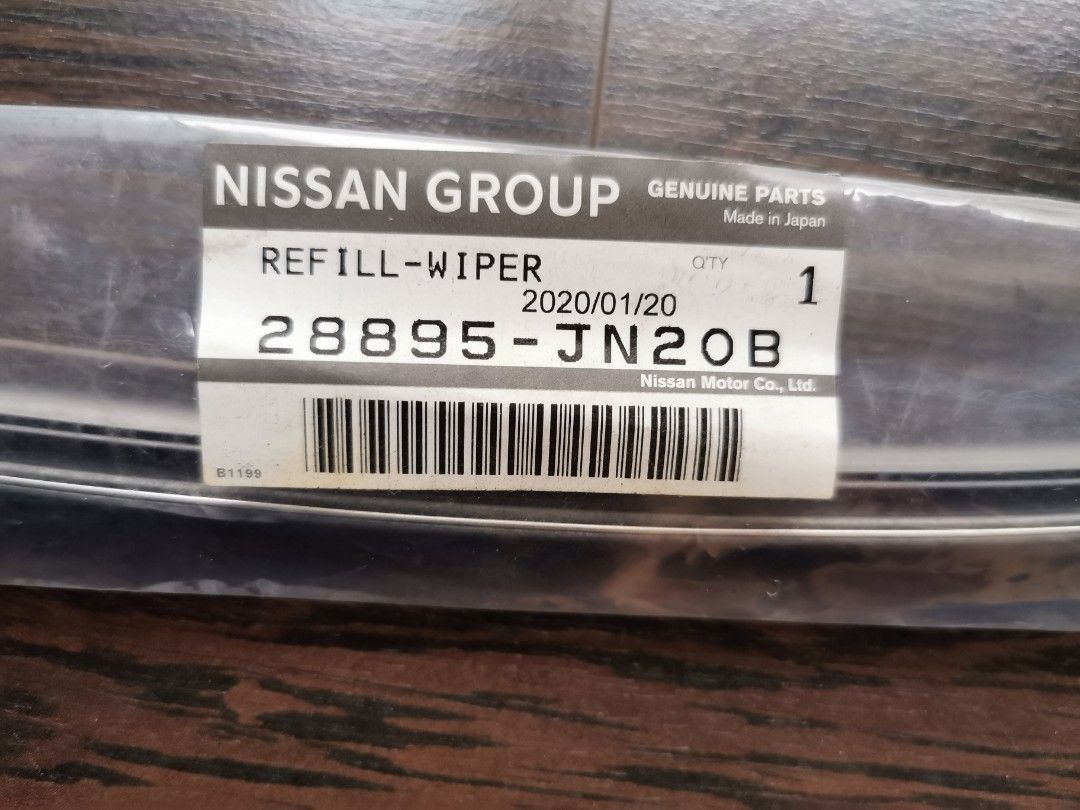 NISSAN GROUP GENUINE PARTS
Made in Japan
REFILL-WIPER Q'TY 1
2020/01/20
28895-JN20B
Nissan Motor Co., Ltd.
B1199